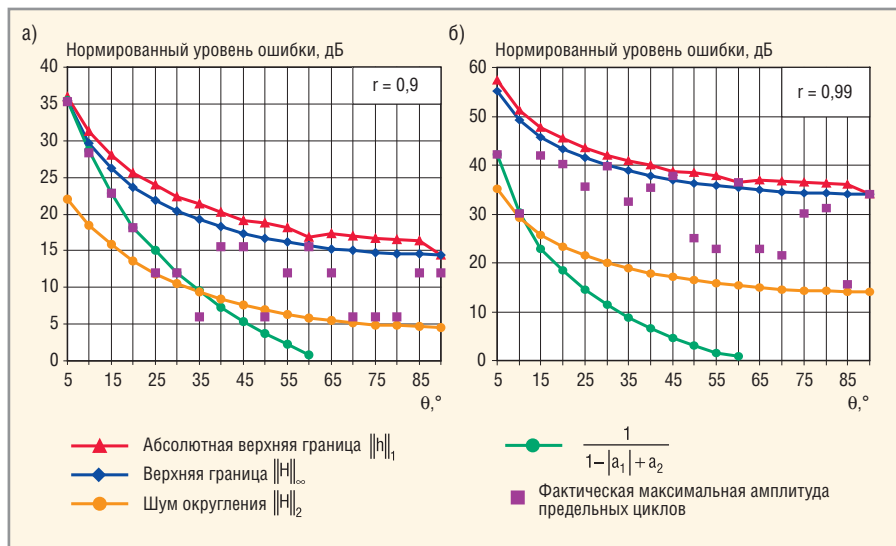 а)
Нормированный уровень ошибки, дБ
40
35
30
25
20
15
10
5
0
r = 0,9
5 15 25 35 45 55 65 75 85
θ,°
б)
Нормированный уровень ошибки, дБ
60
50
40
30
20
10
0
r = 0,99
5 15 25 35 45 55 65 75 85
θ,°
Абсолютная верхняя граница ||h||₁
Верхняя граница ||H||∞
Шум округления ||H||₂
1
1–|a₁|+a₂
Фактическая максимальная амплитуда
предельных циклов